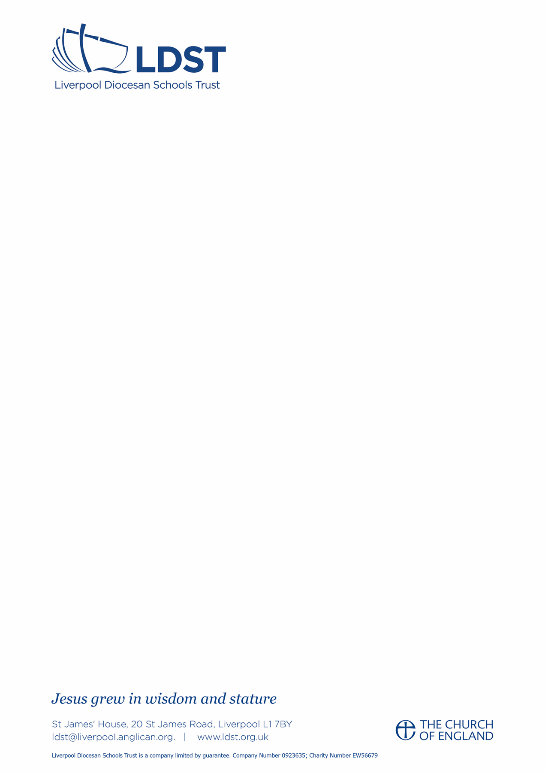 LDST
Liverpool Diocesan Schools Trust
Jesus grew in wisdom and stature
St James' House, 20 St James Road, Liverpool L1 7BY
ldst@liverpool.anglican.org. | www.ldst.org.uk
THE CHURCH
OF ENGLAND
Liverpool Diocesan Schools Trust is a company limited by guarantee. Company Number 0923635; Charity Number EW56679